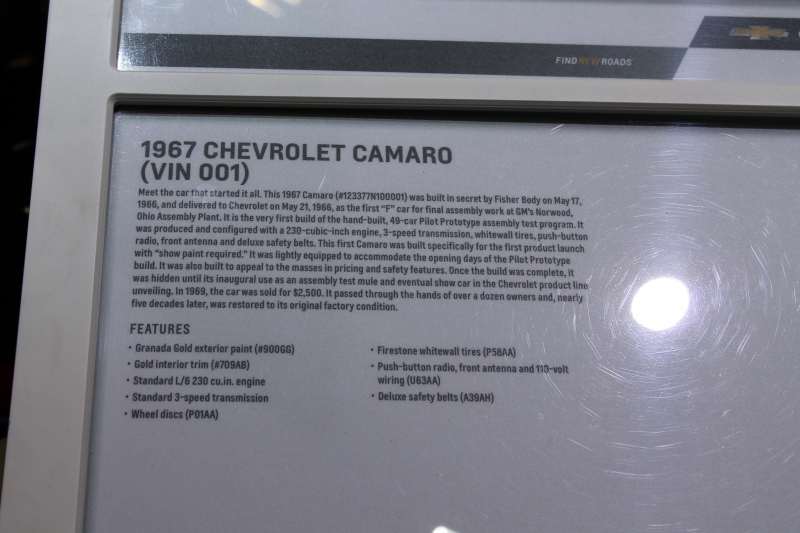 FIND NEW ROADS
1967 CHEVROLET CAMARO
(VIN 001)
Meet the car that started it all. This 1967 Camaro (#123377N100001) was built in secret by Fisher Body on May 17,
1966, and delivered to Chevrolet on May 21, 1966, as the first "F" car for final assembly work at GM's Norwood,
Ohio Assembly Plant. It is the very first build of the hand-built, 49-car Pilot Prototype assembly test program. It
was produced and configured with a 230-cubic-inch engine, 3-speed transmission, whitewall tires, push-button
radio, front antenna and deluxe safety belts. This first Camaro was built specifically for the first product launch
with "show paint required." It was lightly equipped to accommodate the opening days of the Pilot Prototype
build. It was also built to appeal to the masses in pricing and safety features. Once the build was complete, it
was hidden until its inaugural use as an assembly test mule and eventual show car in the Chevrolet product line
unveiling. In 1969, the car was sold for $2,500. It passed through the hands of over a dozen owners and, nearly
five decades later, was restored to its original factory condition.
FEATURES
• Granada Gold exterior paint (#900GG)
• Gold interior trim (#709AB)
• Standard L/6 230 cu.in. engine
• Standard 3-speed transmission
• Wheel discs (P01AA)
• Firestone whitewall tires (P58AA)
• Push-button radio, front antenna and 110-volt
wiring (U63AA)
• Deluxe safety belts (A39AH)